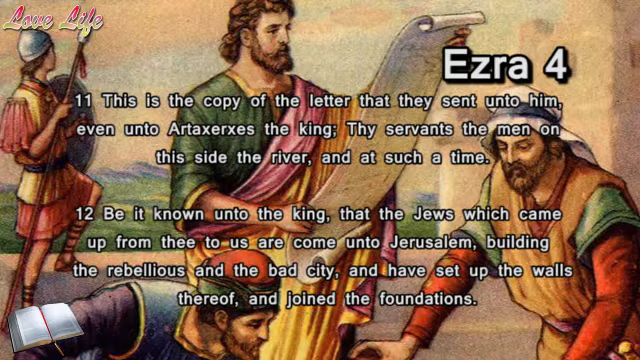 Love Life
Ezra 4
11 This is the copy of the letter that they sent unto him,
even unto Artaxerxes the king; Thy servants the men on
this side the river, and at such a time.
12 Be it known unto the king, that the Jews which came
up from thee to us are come unto Jerusalem, building
the rebellious and the bad city, and have set up the walls
thereof, and joined the foundations.